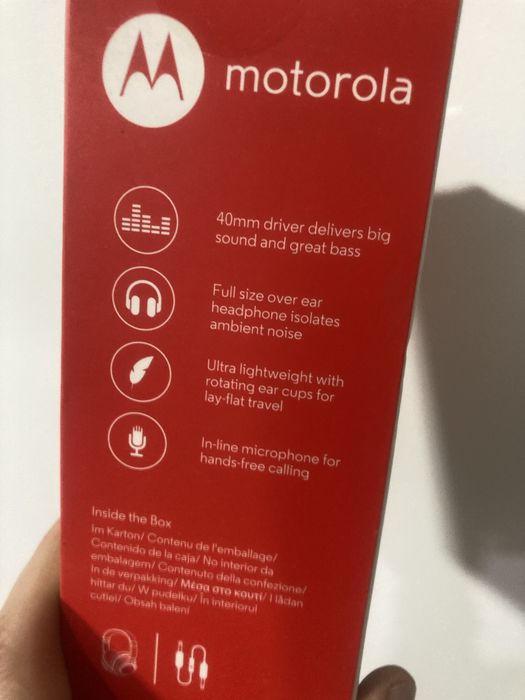 motorola
40mm driver delivers big
sound and great bass
Full size over ear
headphone isolates
ambient noise
Ultra lightweight with
rotating ear cups for
lay-flat travel
In-line microphone for
hands-free calling
Inside the Box
Im Karton/ Contenu de l'emballage/
Contenido de la caja/ No interior da
embalagem/ Contenuto della confezione/
In de verpakking/ Μέσα στο κουτί/ I lådan
hittar du/ W pudełku/ În interiorul
cutiei/ Obsah balení